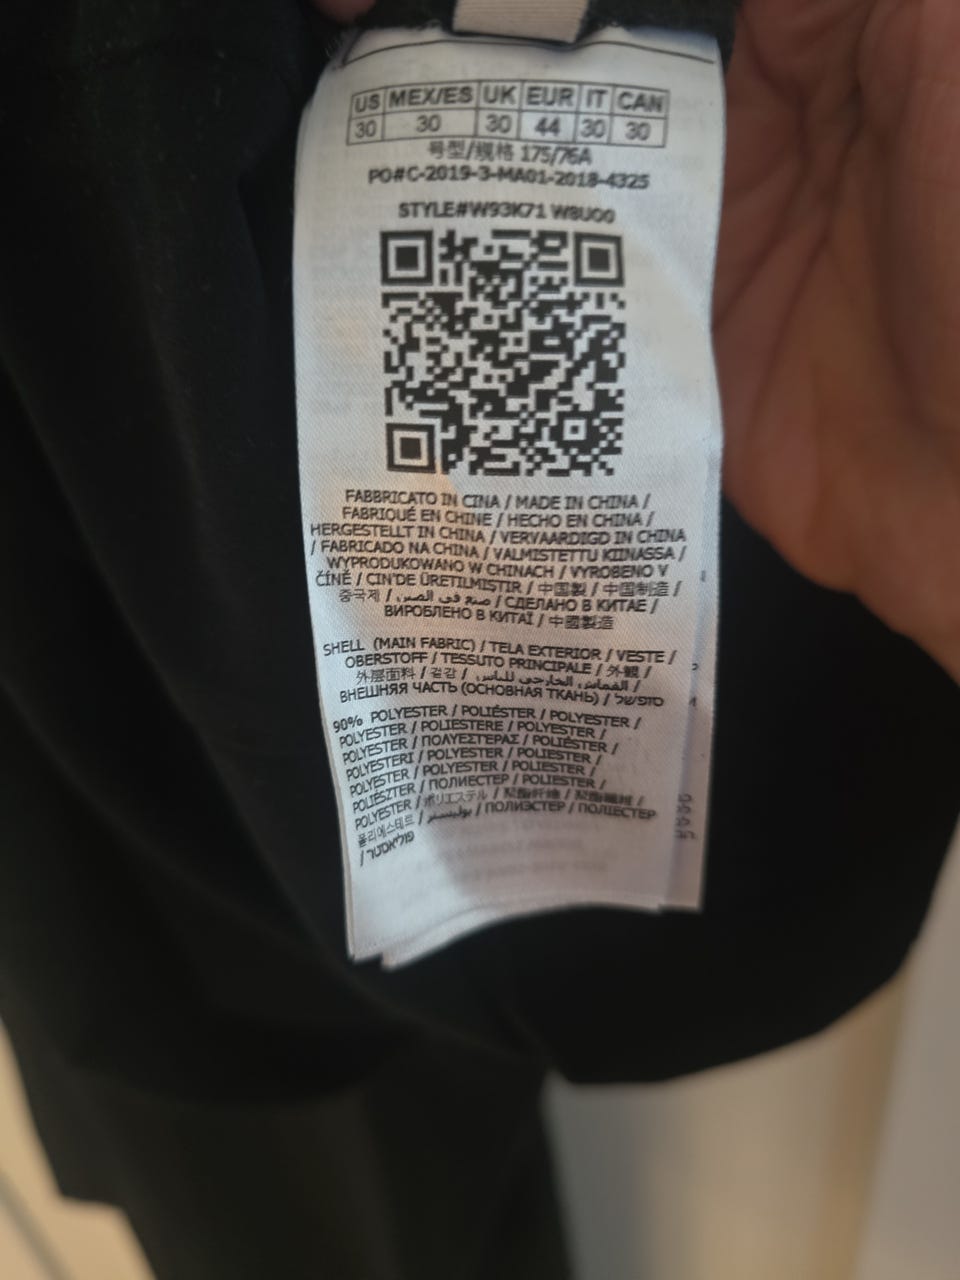 US MEX/ES UK EUR IT CAN
30 30 30 44 30 30
号型/规格 175/76A
PO#C-2019-3-MA01-2018-4325
STYLE#W93K71 W8U00
FABBRICATO IN CINA / MADE IN CHINA /
FABRIQUÉ EN CHINE / HECHO EN CHINA /
HERGESTELLT IN CHINA / VERVAARDIGD IN CHINA
/ FABRICADO NA CHINA / VALMISTETTU KIINASSA /
WYPRODUKOWANO W CHINACH / VYROBENO V
ČÍNĚ / CIN'DE ÜRETILMISTIR / 中国製 / 中国制造 /
중국제 / صنع في الصين / СДЕЛАНО В КИТАЕ /
ВИРОБЛЕНО В КИТАЇ / 中國製造
SHELL (MAIN FABRIC) / TELA EXTERIOR / VESTE /
OBERSTOFF / TESSUTO PRINCIPALE / 外観 /
外层面料 / 겉감 / القماش الخارجي للباس /
ВНЕШНЯЯ ЧАСТЬ (ОСНОВНАЯ ТКАНЬ) /
90% POLYESTER / POLIÉSTER / POLYESTER /
POLYESTER / POLIESTERE / POLYESTER /
POLYESTER / ΠΟΛΥΕΣΤΕΡΑΣ / POLIÉSTER /
POLYESTERI / POLYESTER / POLIESTER /
POLYESTER / POLYESTER / POLIESTER /
POLIÉSZTER / ПОЛИЕСТЕР / POLIESTER /
POLYESTER / ポリエステル / 聚酯纤维 / 聚酯纖維 /
폴리에스테르 / بوليستر / ПОЛИЭСТЕР / ПОЛІЕСТЕР
/ פוליאסטר